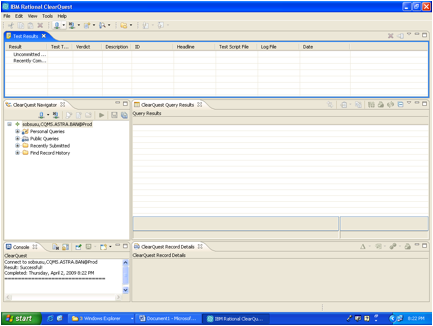 IBM Rational ClearQuest
File Edit View Tools Help
Test Results
Result Test T... Verdict Description ID Headline Test Script File Log File Date
Uncommitted ...
Recently Com...
ClearQuest Navigator
ClearQuest Query Results
Query Results
sobsusu,CQMS.ASTRA.BAN@Prod
Personal Queries
Public Queries
Recently Submitted
Find Record History
Console
ClearQuest Record Details
ClearQuest
ClearQuest Record Details
Connect to sobsusu,CQMS.ASTRA.BAN@Prod
Result: Successful!
Completed: Thursday, April 2, 2009 8:22 PM
===================================
start
5 Windows Explorer
Document1 - Microsof...
IBM Rational ClearQu...
8:22 PM